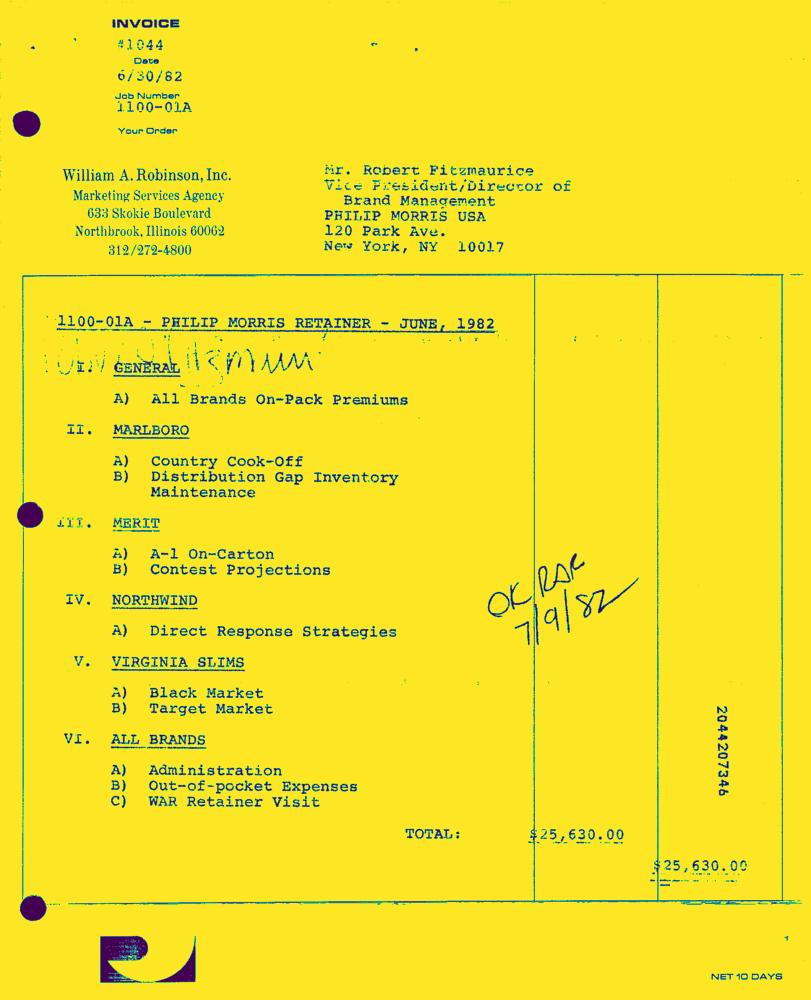 INVOICE
#1044
Date
6/30/82
Job Number
1100-01A
Your Order
William A. Robinson, Inc.
Marketing Services Agency
633 Skokie Boulevard
Northbrook, Illinois 60062
312/272-4800
Mr. Robert Fitzmaurice
Vice President/Director of
Brand Management
PHILIP MORRIS USA
120 Park Ave.
New York, NY 10017
1100-01A - PHILIP MORRIS RETAINER - JUNE, 1982
I. GENERAL
A) All Brands On-Pack Premiums
II. MARLBORO
A) Country Cook-Off
B) Distribution Gap Inventory
Maintenance
III. MERIT
A) A-1 On-Carton
B) Contest Projections
IV. NORTHWIND
A) Direct Response Strategies
OK RAR
7/9/82
V. VIRGINIA SLIMS
A) Black Market
B) Target Market
VI. ALL BRANDS
A) Administration
B) Out-of-pocket Expenses
C) WAR Retainer Visit
2044207346
TOTAL: $25,630.00
$25,630.00
NET 10 DAYS